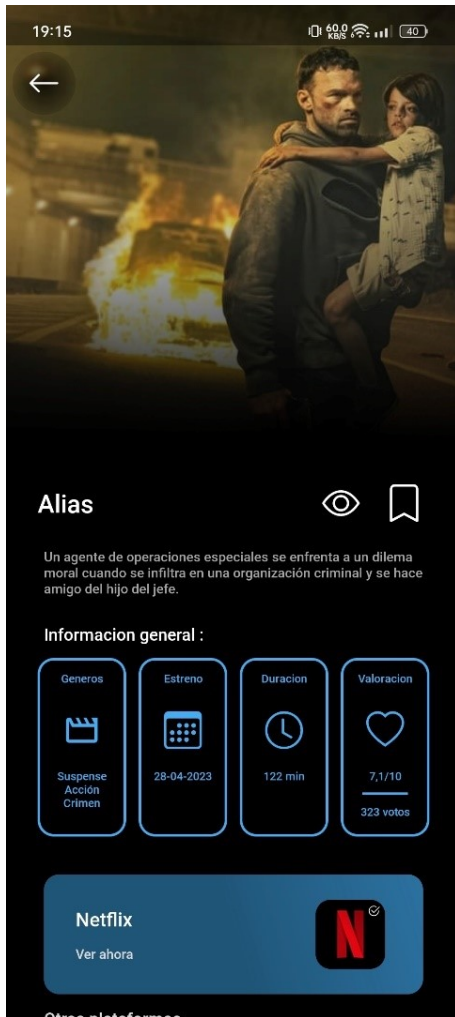 19:15
60,0
KB/S
40
Alias
Un agente de operaciones especiales se enfrenta a un dilema
moral cuando se infiltra en una organización criminal y se hace
amigo del hijo del jefe.
Informacion general :
Generos
Estreno
Duracion
Valoracion
Suspense
Acción
Crimen
28-04-2023
122 min
7,1/10
323 votos
Netflix
Ver ahora
N
Otras plataformas